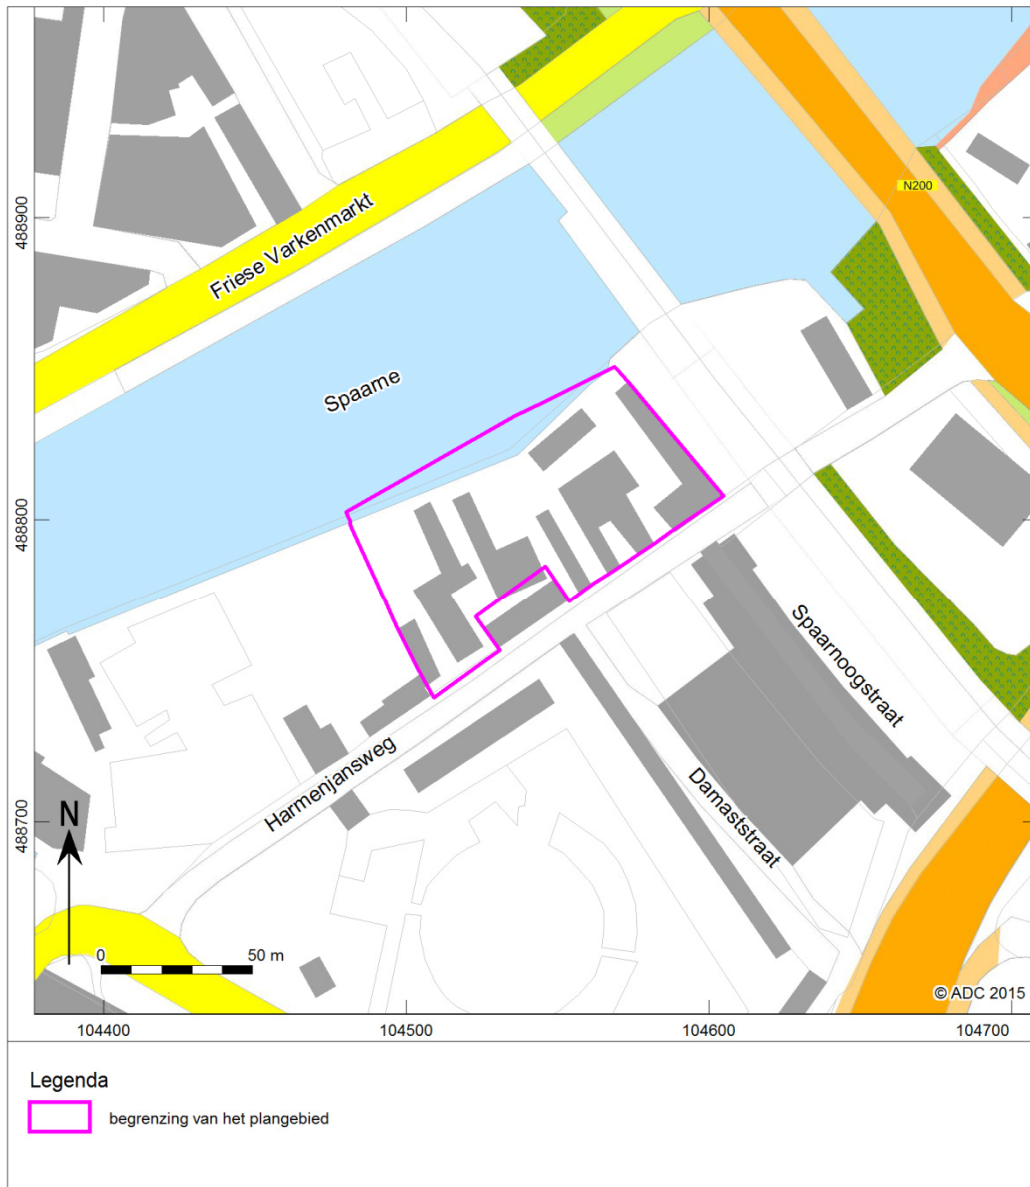 N200
488900
Friese Varkenmarkt
Spaarne
488800
Spaarnoogstraat
Harmenjansweg
Damaststraat
488700
N
0 50 m
© ADC 2015
104400 104500 104600 104700
Legenda
begrenzing van het plangebied